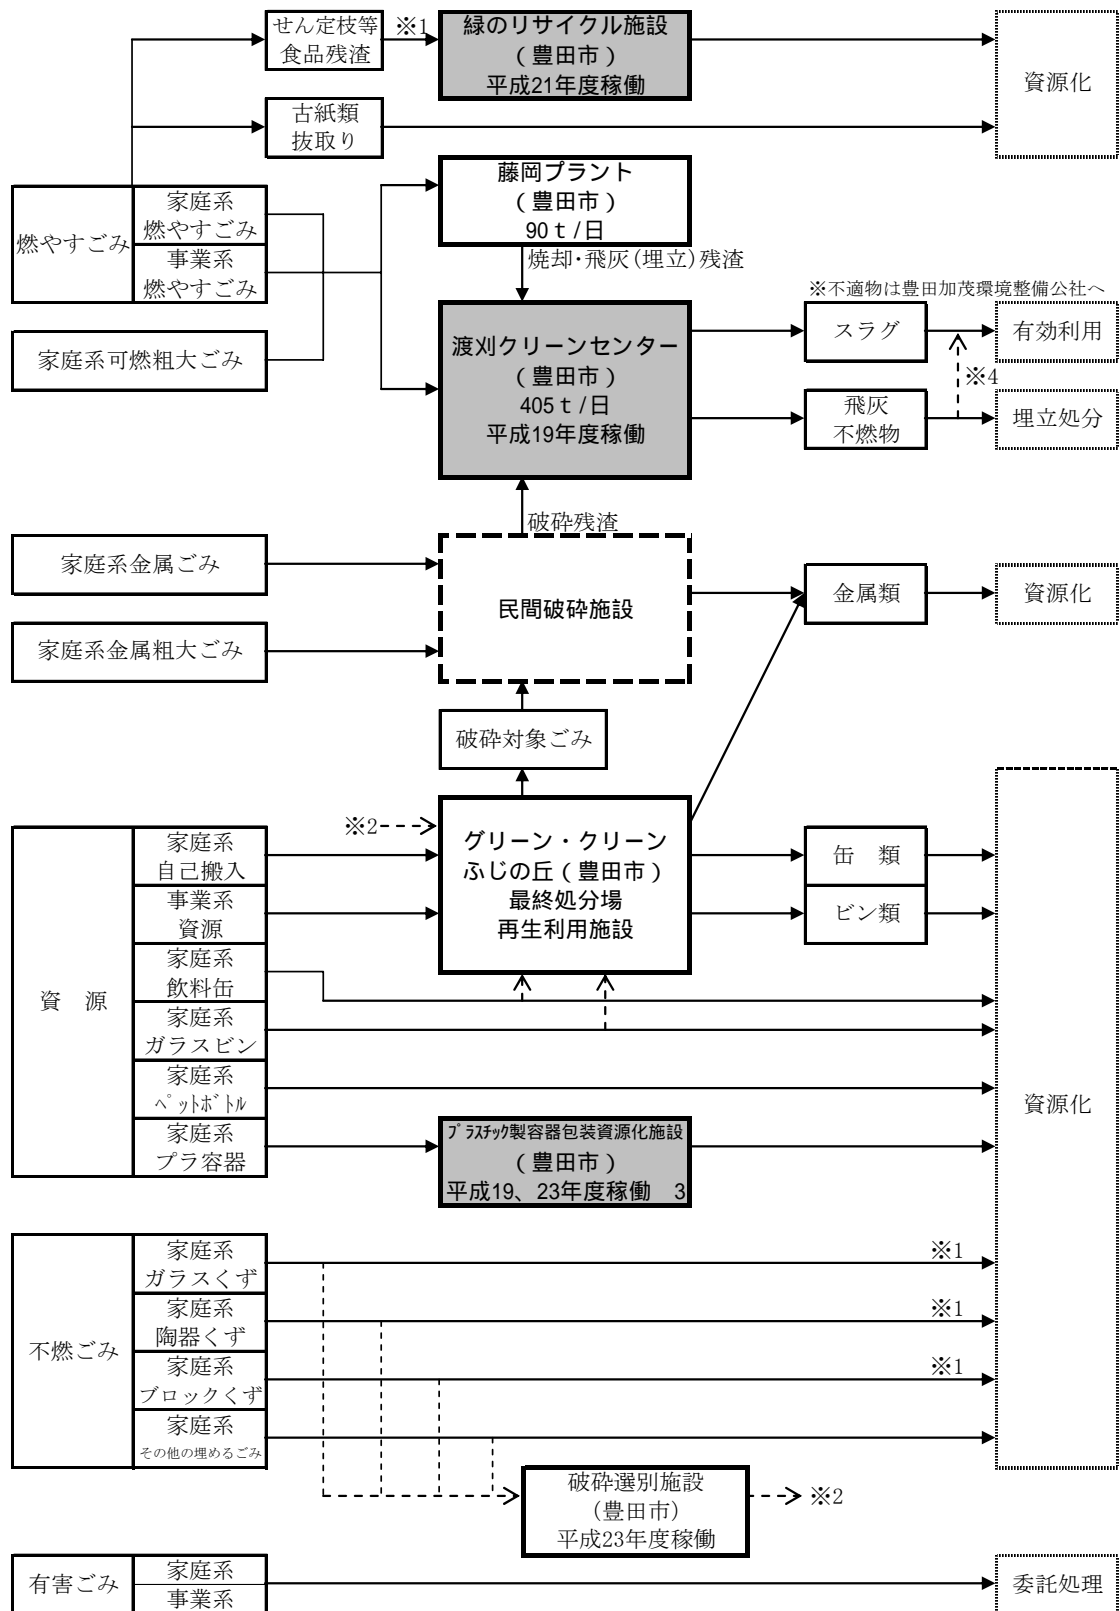 せん定枝等
食品残渣
※1
緑のリサイクル施設
（豊田市）
平成21年度稼働
資源化
古紙類
抜取り
藤岡プラント
（豊田市）
90ｔ/日
燃やすごみ
家庭系
燃やすごみ
事業系
燃やすごみ
焼却･飛灰(埋立)残渣
※不適物は豊田加茂環境整備公社へ
家庭系可燃粗大ごみ
渡刈クリーンセンター
（豊田市）
405ｔ/日
平成19年度稼働
スラグ
有効利用
※4
飛灰
不燃物
埋立処分
破砕残渣
家庭系金属ごみ
民間破砕施設
金属類
資源化
家庭系金属粗大ごみ
破砕対象ごみ
※2
グリーン・クリーン
ふじの丘（豊田市）
最終処分場
再生利用施設
資　源
家庭系
自己搬入
事業系
資源
家庭系
飲料缶
家庭系
ガラスビン
家庭系
ﾍﾟｯﾄﾎﾞﾄﾙ
家庭系
プラ容器
缶　類
ビン類
資源化
ﾌﾟﾗｽﾁｯｸ製容器包装資源化施設
（豊田市）
平成19、23年度稼働　3
不燃ごみ
家庭系
ガラスくず
※1
家庭系
陶器くず
※1
家庭系
ブロックくず
※1
家庭系
その他の埋めるごみ
破砕選別施設
(豊田市)
平成23年度稼働
※2
有害ごみ
家庭系
事業系
委託処理